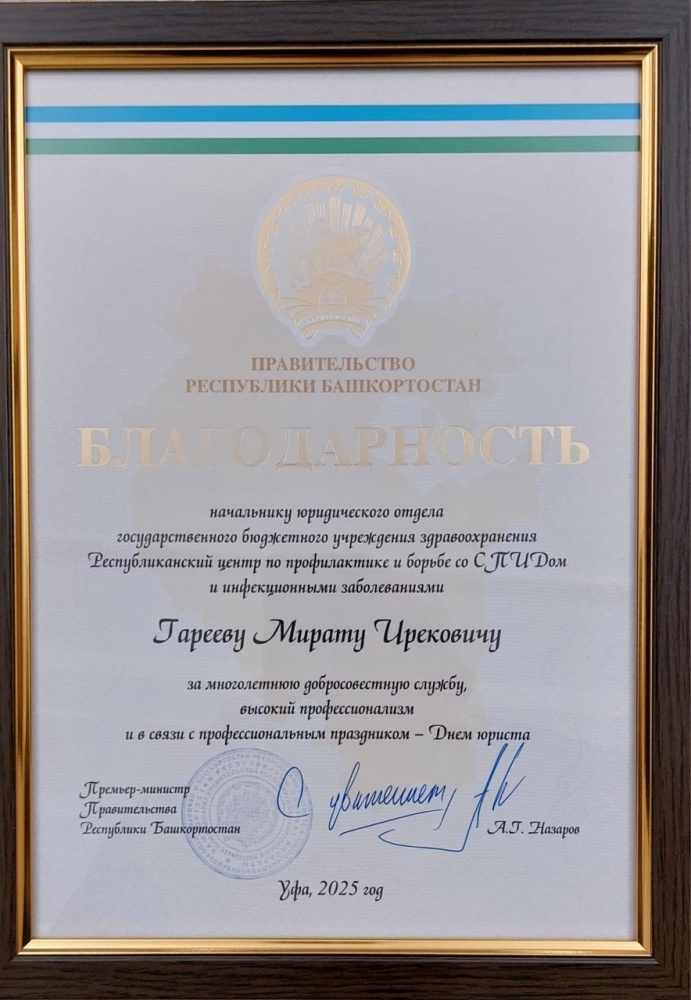 ПРАВИТЕЛЬСТВО
РЕСПУБЛИКИ БАШКОРТОСТАН
БЛАГОДАРНОСТЬ
начальнику юридического отдела
государственного бюджетного учреждения здравоохранения
Республиканский центр по профилактике и борьбе со СПИДом
и инфекционными заболеваниями
Гарееву Мирату Ирековичу
за многолетнюю добросовестную службу,
высокий профессионализм
и в связи с профессиональным праздником – Днем юриста
Премьер-министр
Правительства
Республики Башкортостан
С уважением,
А.Г. Назаров
Уфа, 2025 год